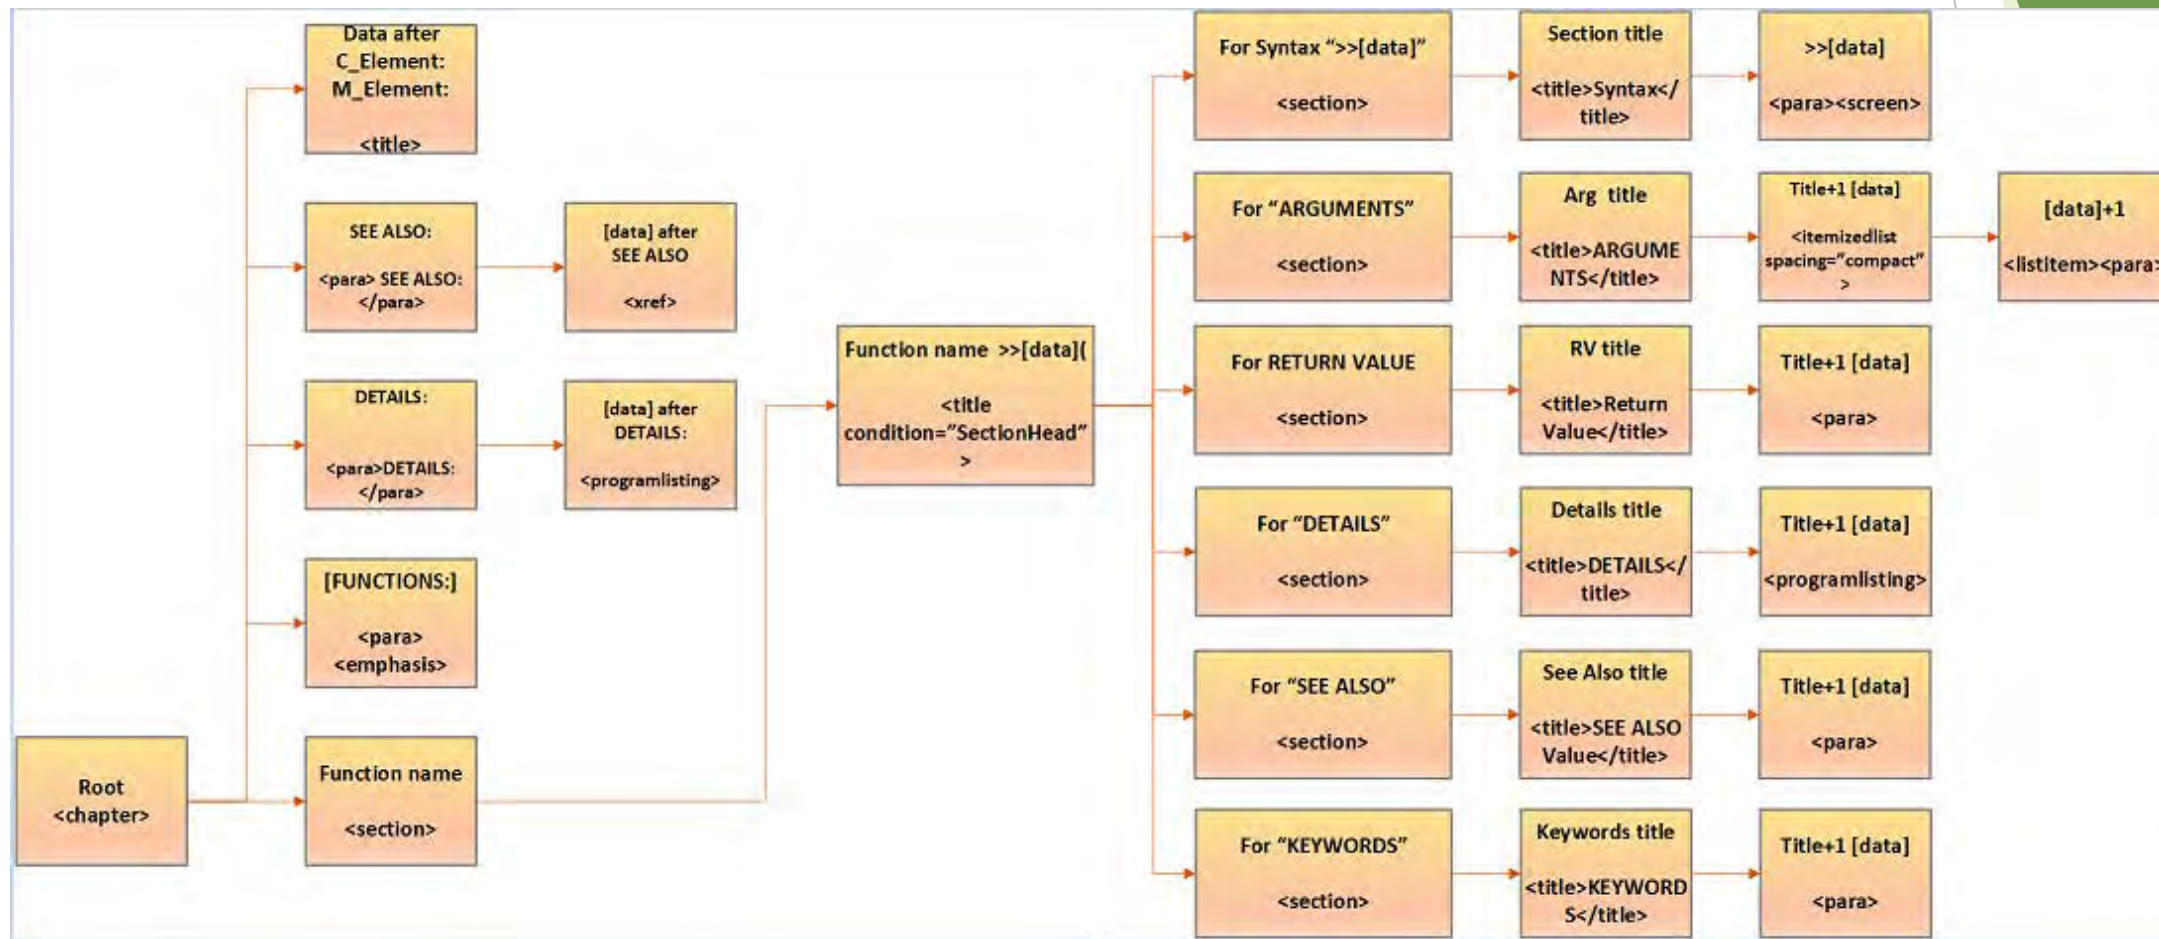 Data after
C_Element:
M_Element:
<title>
SEE ALSO:
<para> SEE ALSO:
</para>
[data] after
SEE ALSO
<xref>
DETAILS:
<para>DETAILS:
</para>
[data] after
DETAILS:
<programlisting>
[FUNCTIONS:]
<para>
<emphasis>
Root
<chapter>
Function name
<section>
Function name >>[data](
<title
condition="SectionHead"
>
For Syntax “>>[data]”
<section>
Section title
<title>Syntax</
title>
>>[data]
<para><screen>
For “ARGUMENTS”
<section>
Arg title
<title>ARGUME
NTS</title>
Title+1 [data]
<itemizedlist
spacing="compact"
>
[data]+1
<listitem><para>
For RETURN VALUE
<section>
RV title
<title>Return
Value</title>
Title+1 [data]
<para>
For “DETAILS”
<section>
Details title
<title>DETAILS</
title>
Title+1 [data]
<programlisting>
For “SEE ALSO”
<section>
See Also title
<title>SEE ALSO
Value</title>
Title+1 [data]
<para>
For “KEYWORDS”
<section>
Keywords title
<title>KEYWORD
S</title>
Title+1 [data]
<para>